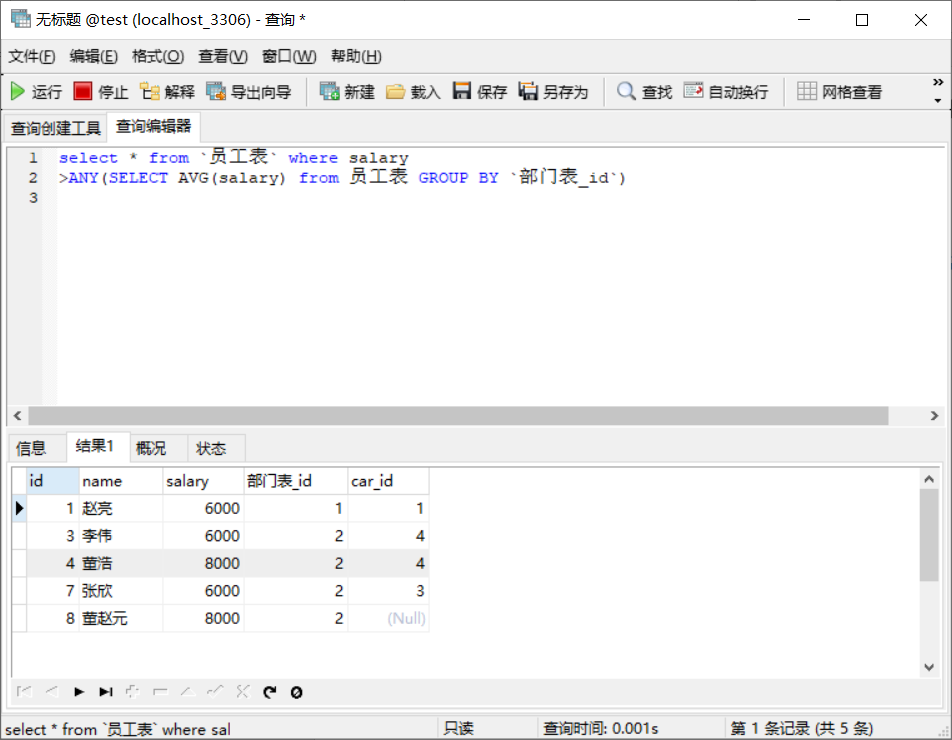 无标题 @test (localhost_3306) - 查询 *
文件(F) 编辑(E) 格式(O) 查看(V) 窗口(W) 帮助(H)
运行 停止 解释 导出向导 新建 载入 保存 另存为 查找 自动换行 网格查看 »
查询创建工具 查询编辑器
1 select * from `员工表` where salary
2 >ANY(SELECT AVG(salary) from 员工表 GROUP BY `部门表_id`)
3
信息 结果1 概况 状态
id name salary 部门表_id car_id
1 赵亮 6000 1 1
3 李伟 6000 2 4
4 董浩 8000 2 4
7 张欣 6000 2 3
8 董赵元 8000 2 (Null)
select * from `员工表` where sal 只读 查询时间: 0.001s 第 1 条记录 (共 5 条)